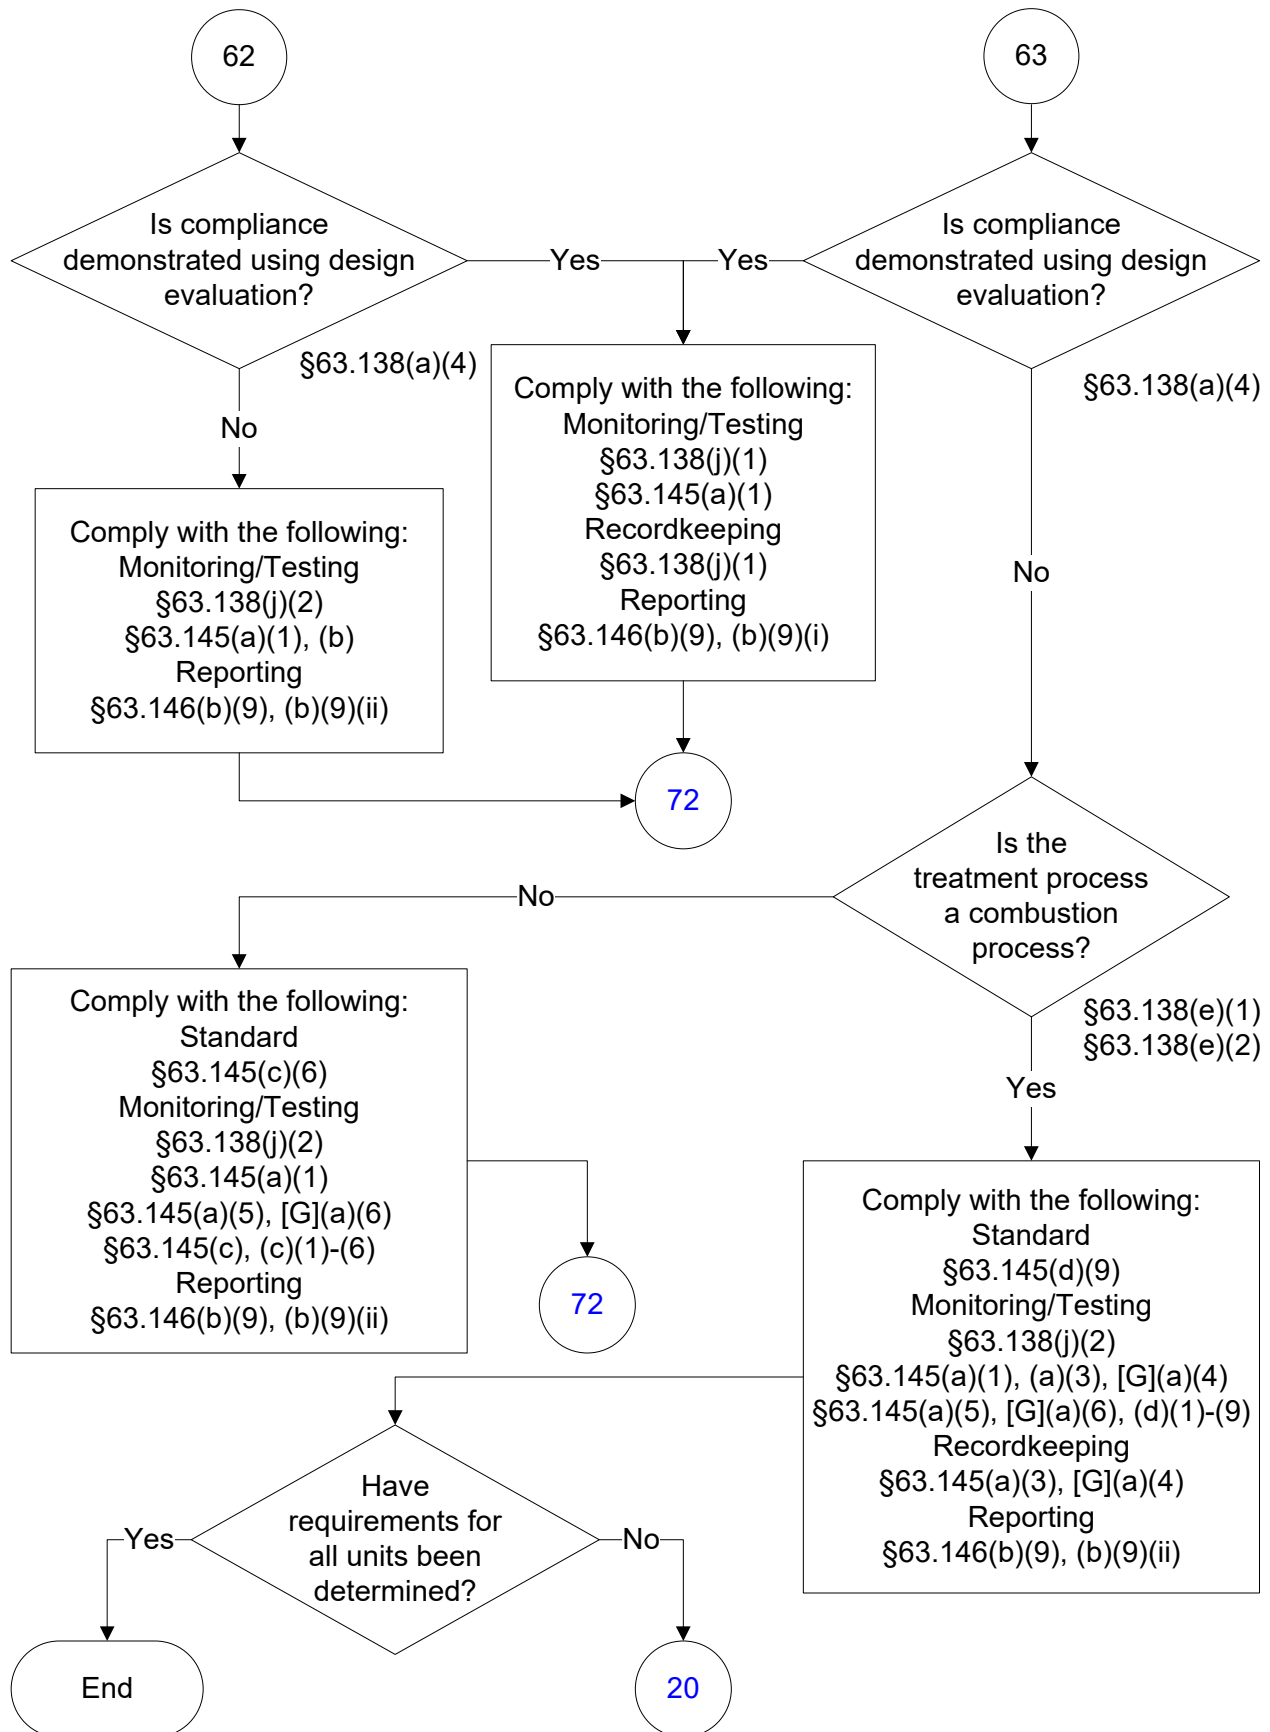 62
63
Is compliance
demonstrated using design
evaluation?
Yes
Yes
Is compliance
demonstrated using design
evaluation?
§63.138(a)(4)
§63.138(a)(4)
No
Comply with the following:
Monitoring/Testing
§63.138(j)(1)
§63.145(a)(1)
Recordkeeping
§63.138(j)(1)
Reporting
§63.146(b)(9), (b)(9)(i)
Comply with the following:
Monitoring/Testing
§63.138(j)(2)
§63.145(a)(1), (b)
Reporting
§63.146(b)(9), (b)(9)(ii)
No
72
Is the
treatment process
a combustion
process?
No
§63.138(e)(1)
§63.138(e)(2)
Yes
Comply with the following:
Standard
§63.145(c)(6)
Monitoring/Testing
§63.138(j)(2)
§63.145(a)(1)
§63.145(a)(5), [G](a)(6)
§63.145(c), (c)(1)-(6)
Reporting
§63.146(b)(9), (b)(9)(ii)
72
Comply with the following:
Standard
§63.145(d)(9)
Monitoring/Testing
§63.138(j)(2)
§63.145(a)(1), (a)(3), [G](a)(4)
§63.145(a)(5), [G](a)(6), (d)(1)-(9)
Recordkeeping
§63.145(a)(3), [G](a)(4)
Reporting
§63.146(b)(9), (b)(9)(ii)
Have
requirements for
all units been
determined?
Yes
No
End
20